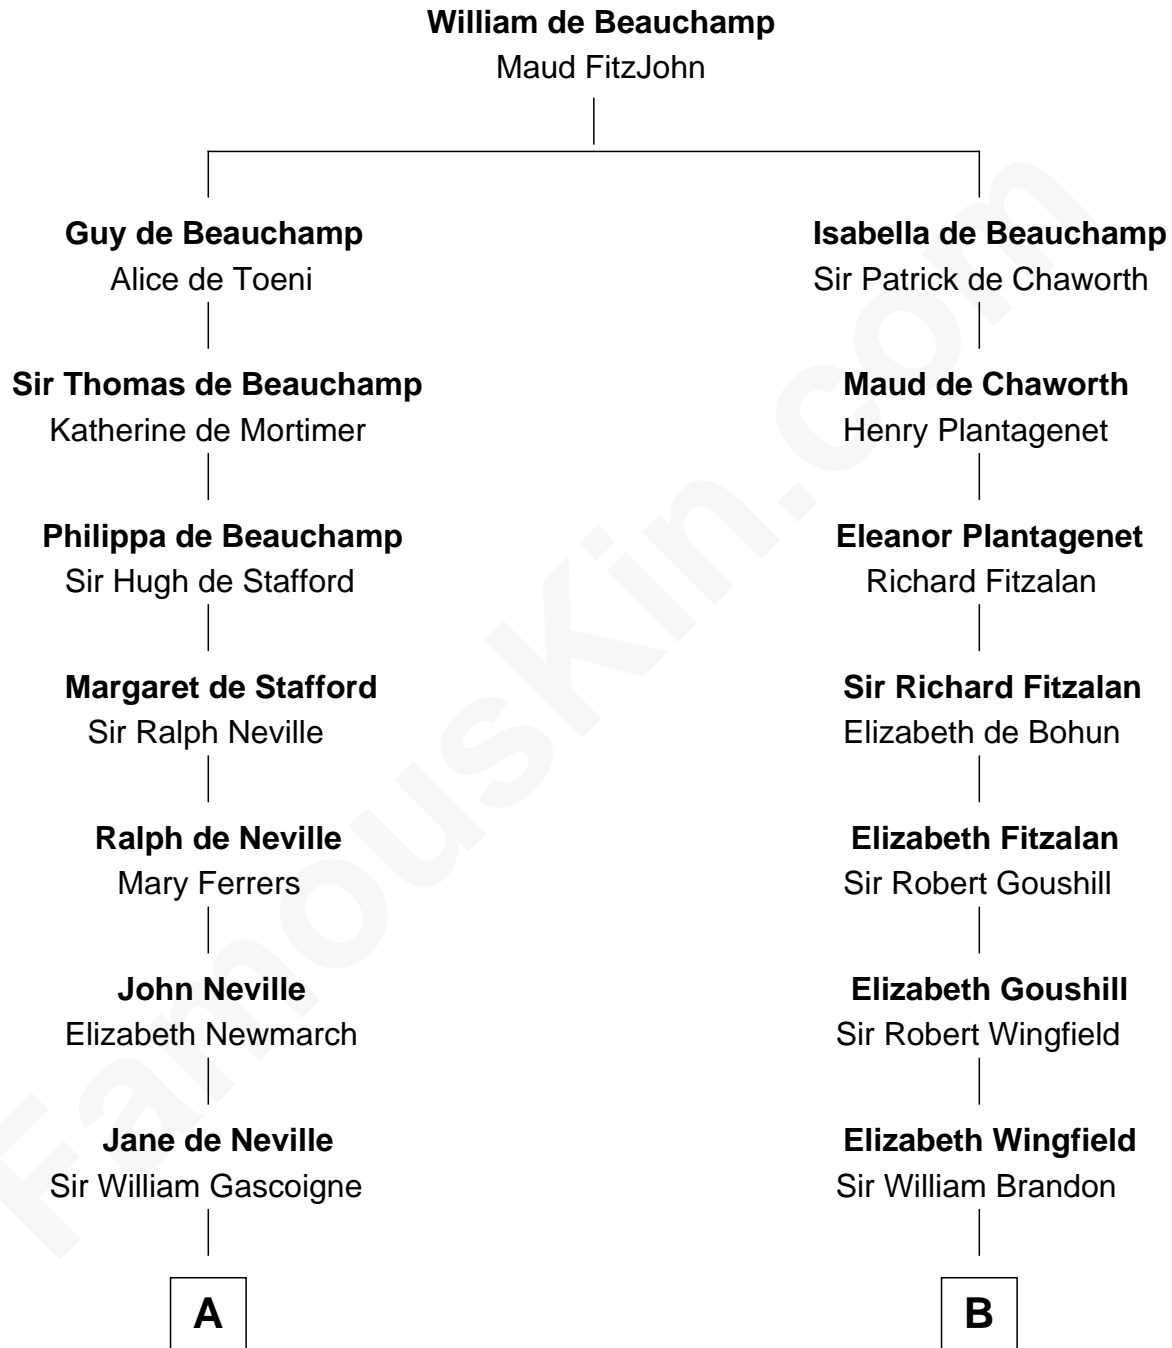 William de Beauchamp
Maud FitzJohn
Guy de Beauchamp
Alice de Toeni
Sir Thomas de Beauchamp
Katherine de Mortimer
Philippa de Beauchamp
Sir Hugh de Stafford
Margaret de Stafford
Sir Ralph Neville
Ralph de Neville
Mary Ferrers
John Neville
Elizabeth Newmarch
Jane de Neville
Sir William Gascoigne
A
Isabella de Beauchamp
Sir Patrick de Chaworth
Maud de Chaworth
Henry Plantagenet
Eleanor Plantagenet
Richard Fitzalan
Sir Richard Fitzalan
Elizabeth de Bohun
Elizabeth Fitzalan
Sir Robert Goushill
Elizabeth Goushill
Sir Robert Wingfield
Elizabeth Wingfield
Sir William Brandon
B
FamousKin.com